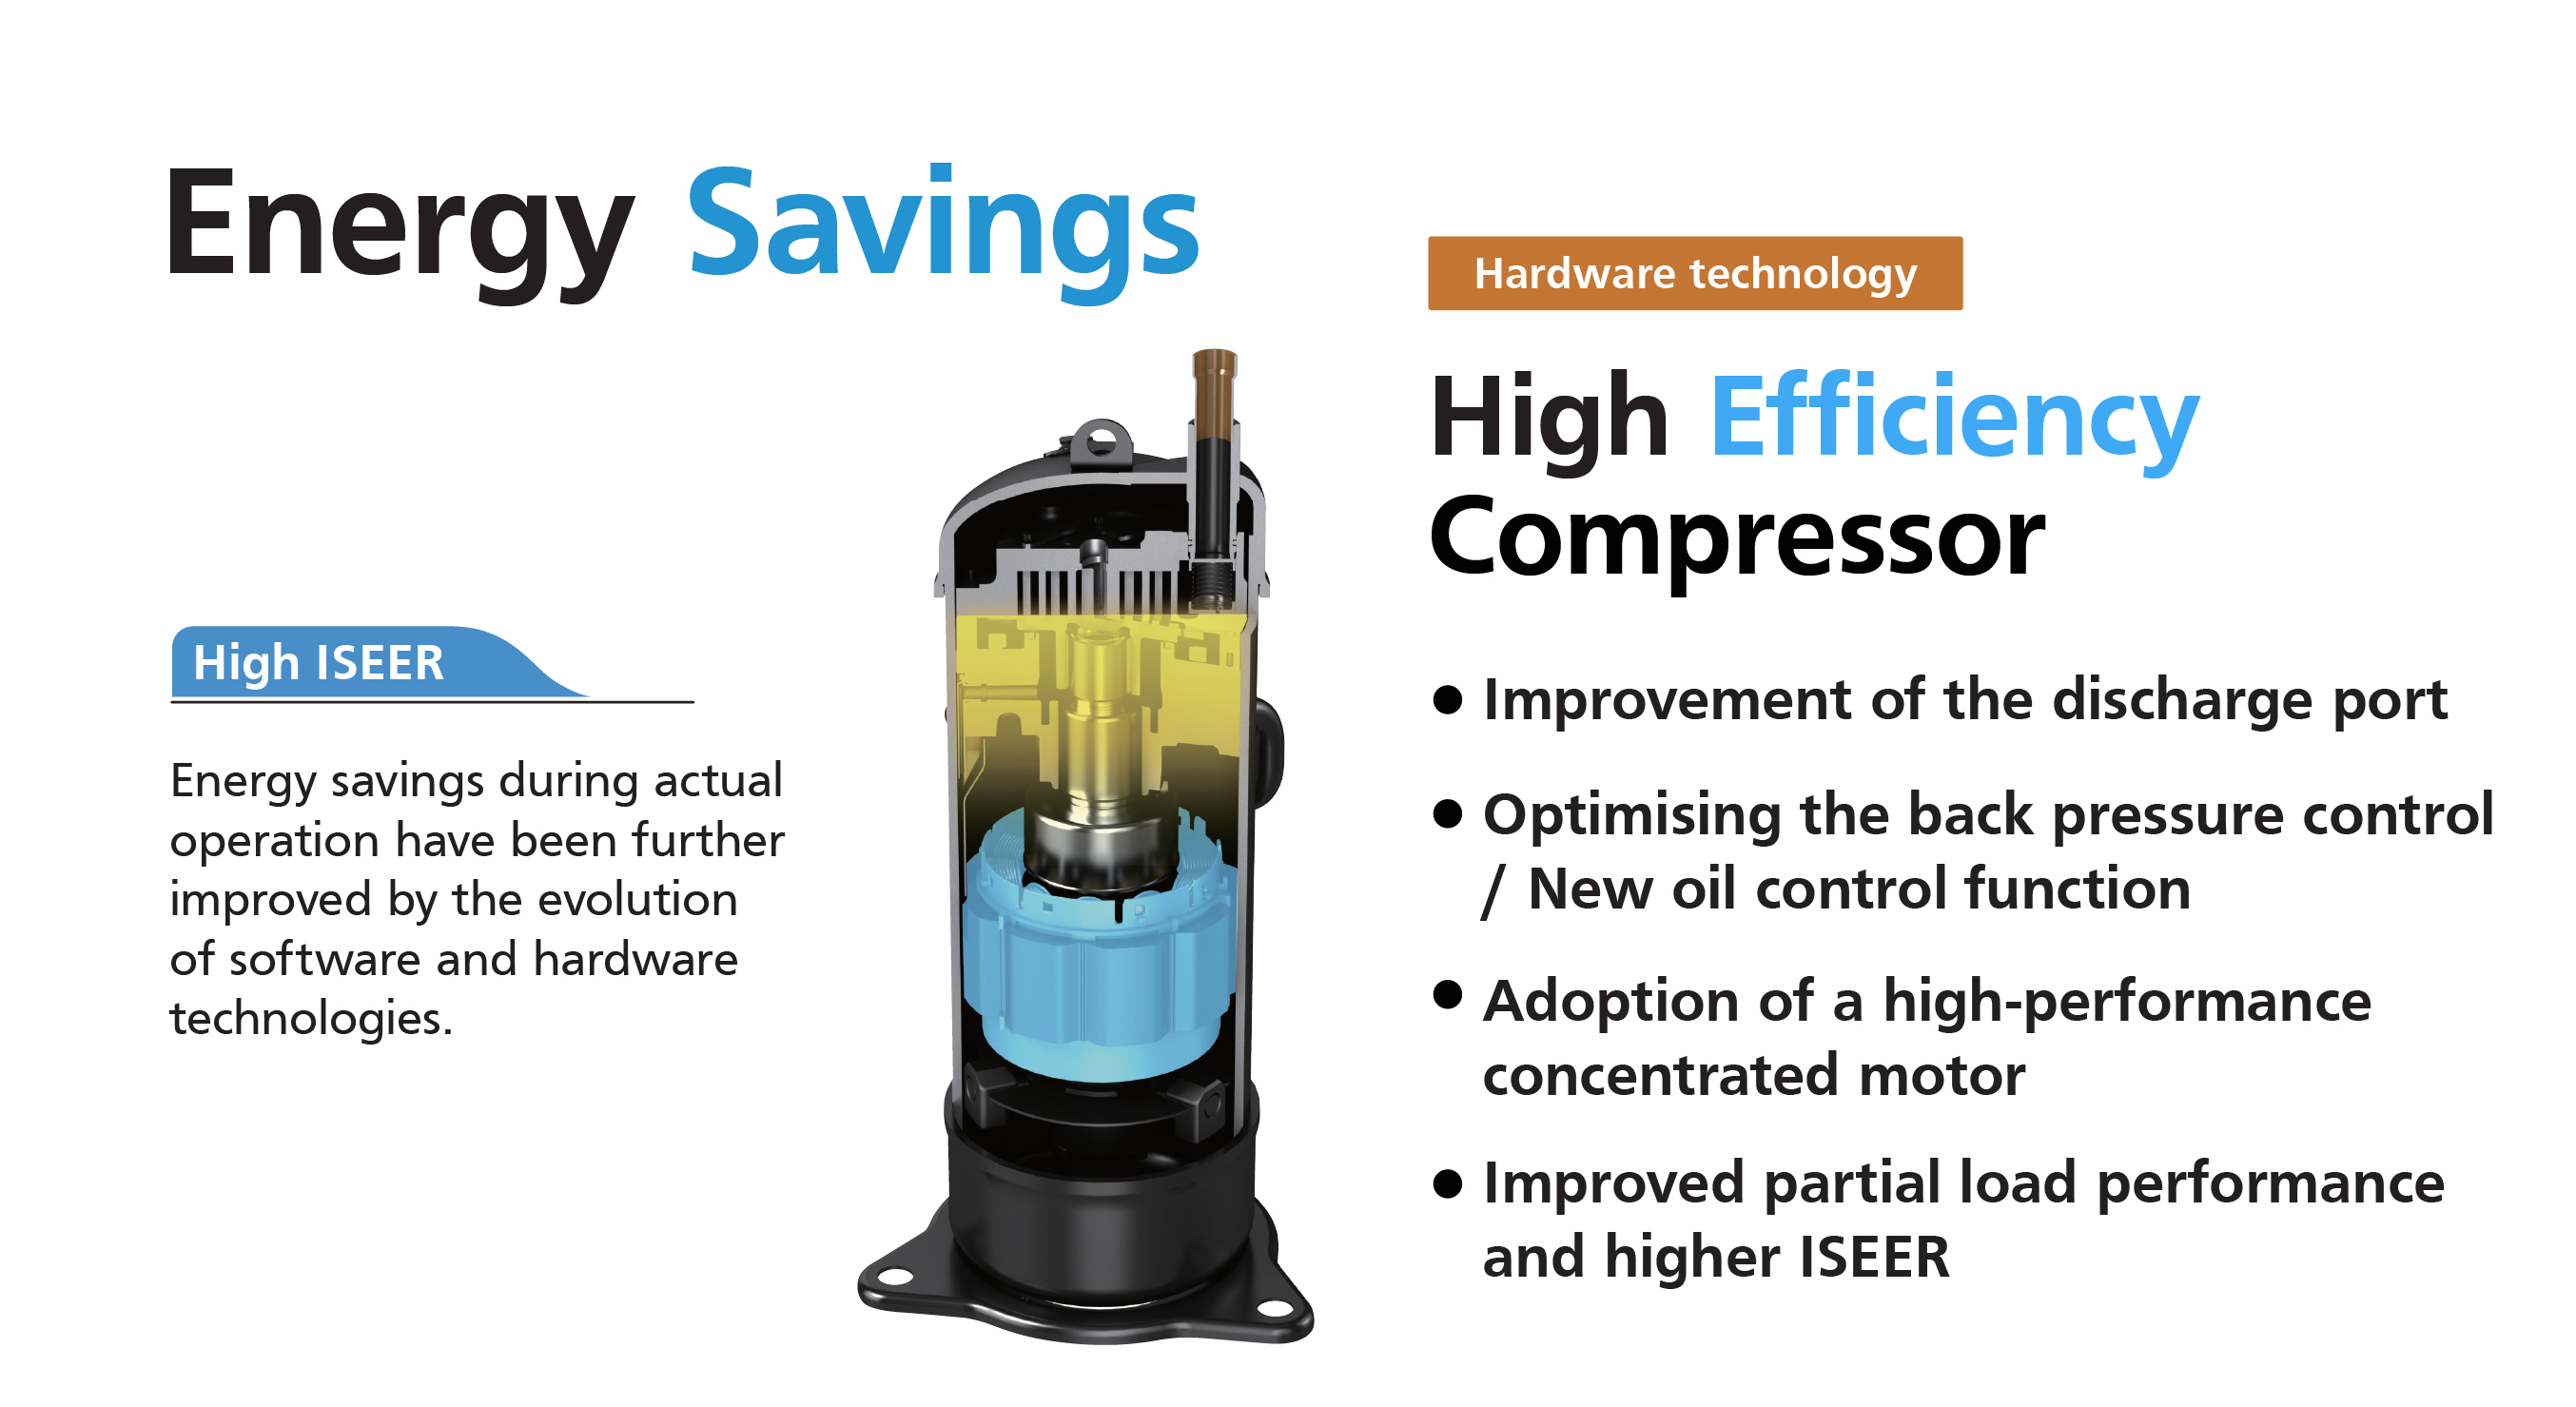 Energy Savings
High ISEER
Energy savings during actual
operation have been further
improved by the evolution
of software and hardware
technologies.
Hardware technology
High Efficiency
Compressor
● Improvement of the discharge port
● Optimising the back pressure control
/ New oil control function
● Adoption of a high-performance
concentrated motor
● Improved partial load performance
and higher ISEER